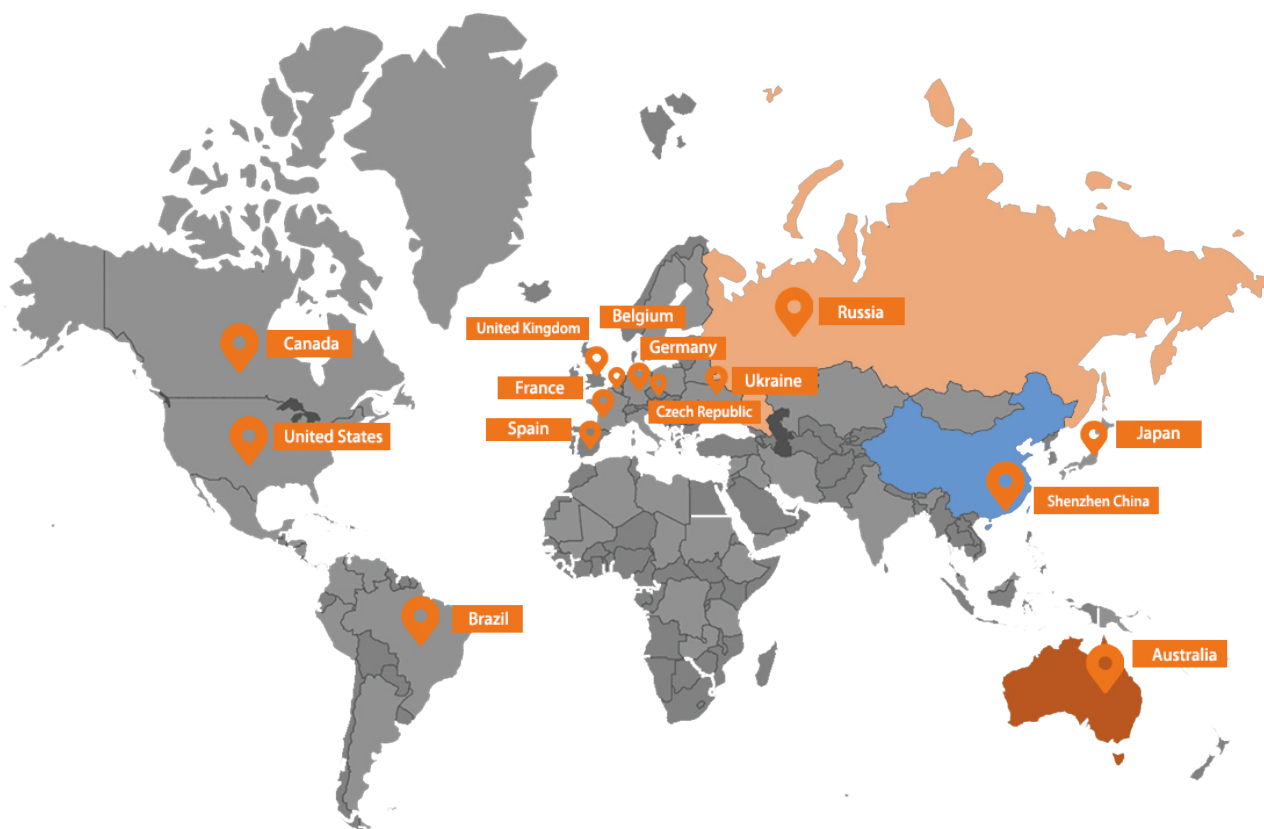 Belgium
Russia
United Kingdom
Canada
Germany
Ukraine
France
Czech Republic
Spain
United States
Japan
Shenzhen China
Brazil
Australia